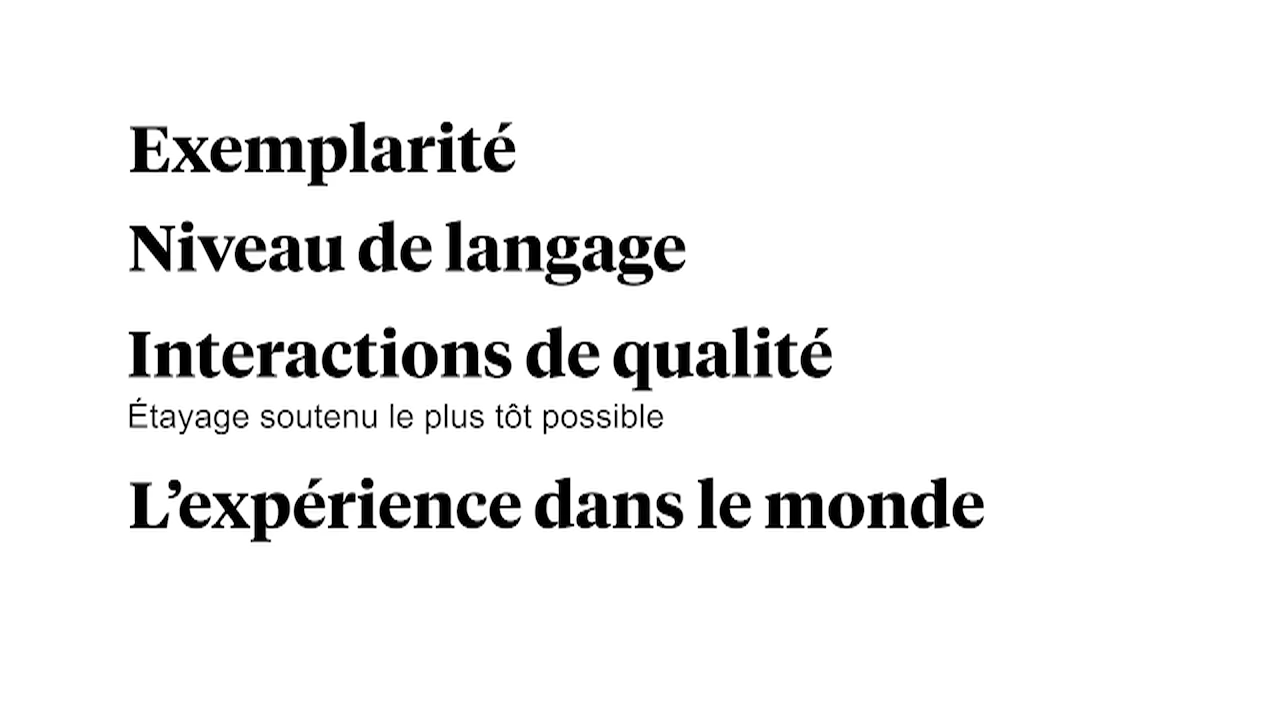 Exemplarité
Niveau de langage
Interactions de qualité
Étayage soutenu le plus tôt possible
L’expérience dans le monde